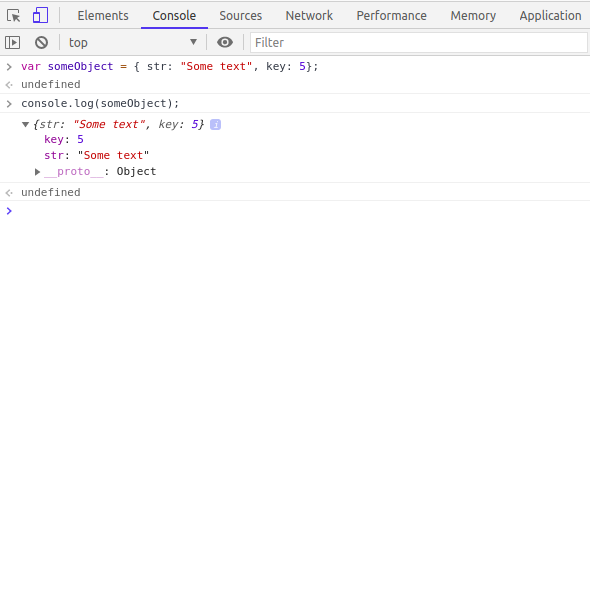 Elements Console Sources Network Performance Memory Application
top Filter
var someObject = { str: "Some text", key: 5};
undefined
console.log(someObject);
{str: "Some text", key: 5} i
key: 5
str: "Some text"
__proto__: Object
undefined